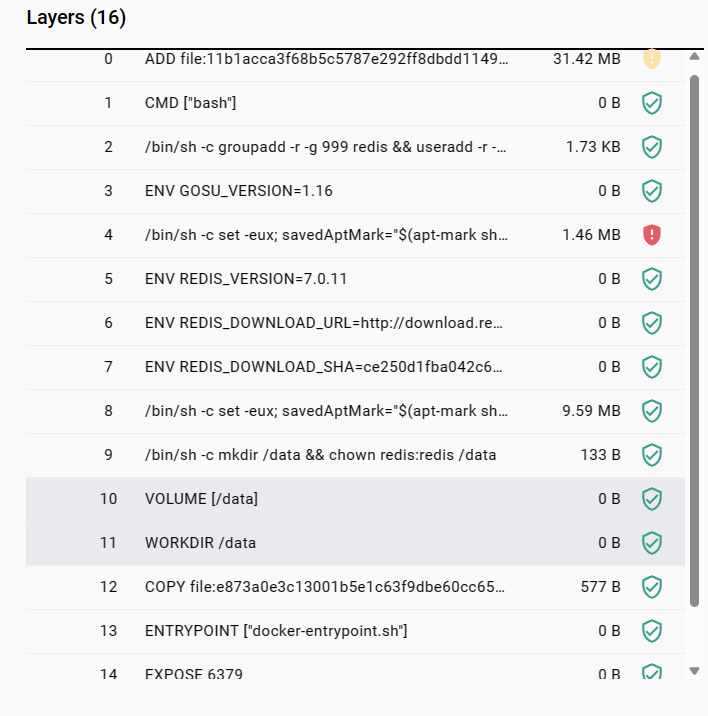 Layers (16)
0 ADD file:11b1acca3f68b5c5787e292ff8dbdd1149… 31.42 MB
1 CMD ["bash"] 0 B
2 /bin/sh -c groupadd -r -g 999 redis && useradd -r -… 1.73 KB
3 ENV GOSU_VERSION=1.16 0 B
4 /bin/sh -c set -eux; savedAptMark="$(apt-mark sh… 1.46 MB
5 ENV REDIS_VERSION=7.0.11 0 B
6 ENV REDIS_DOWNLOAD_URL=http://download.re… 0 B
7 ENV REDIS_DOWNLOAD_SHA=ce250d1fba042c6… 0 B
8 /bin/sh -c set -eux; savedAptMark="$(apt-mark sh… 9.59 MB
9 /bin/sh -c mkdir /data && chown redis:redis /data 133 B
10 VOLUME [/data] 0 B
11 WORKDIR /data 0 B
12 COPY file:e873a0e3c13001b5e1c63f9dbe60cc65… 577 B
13 ENTRYPOINT ["docker-entrypoint.sh"] 0 B
14 EXPOSE 6379 0 B